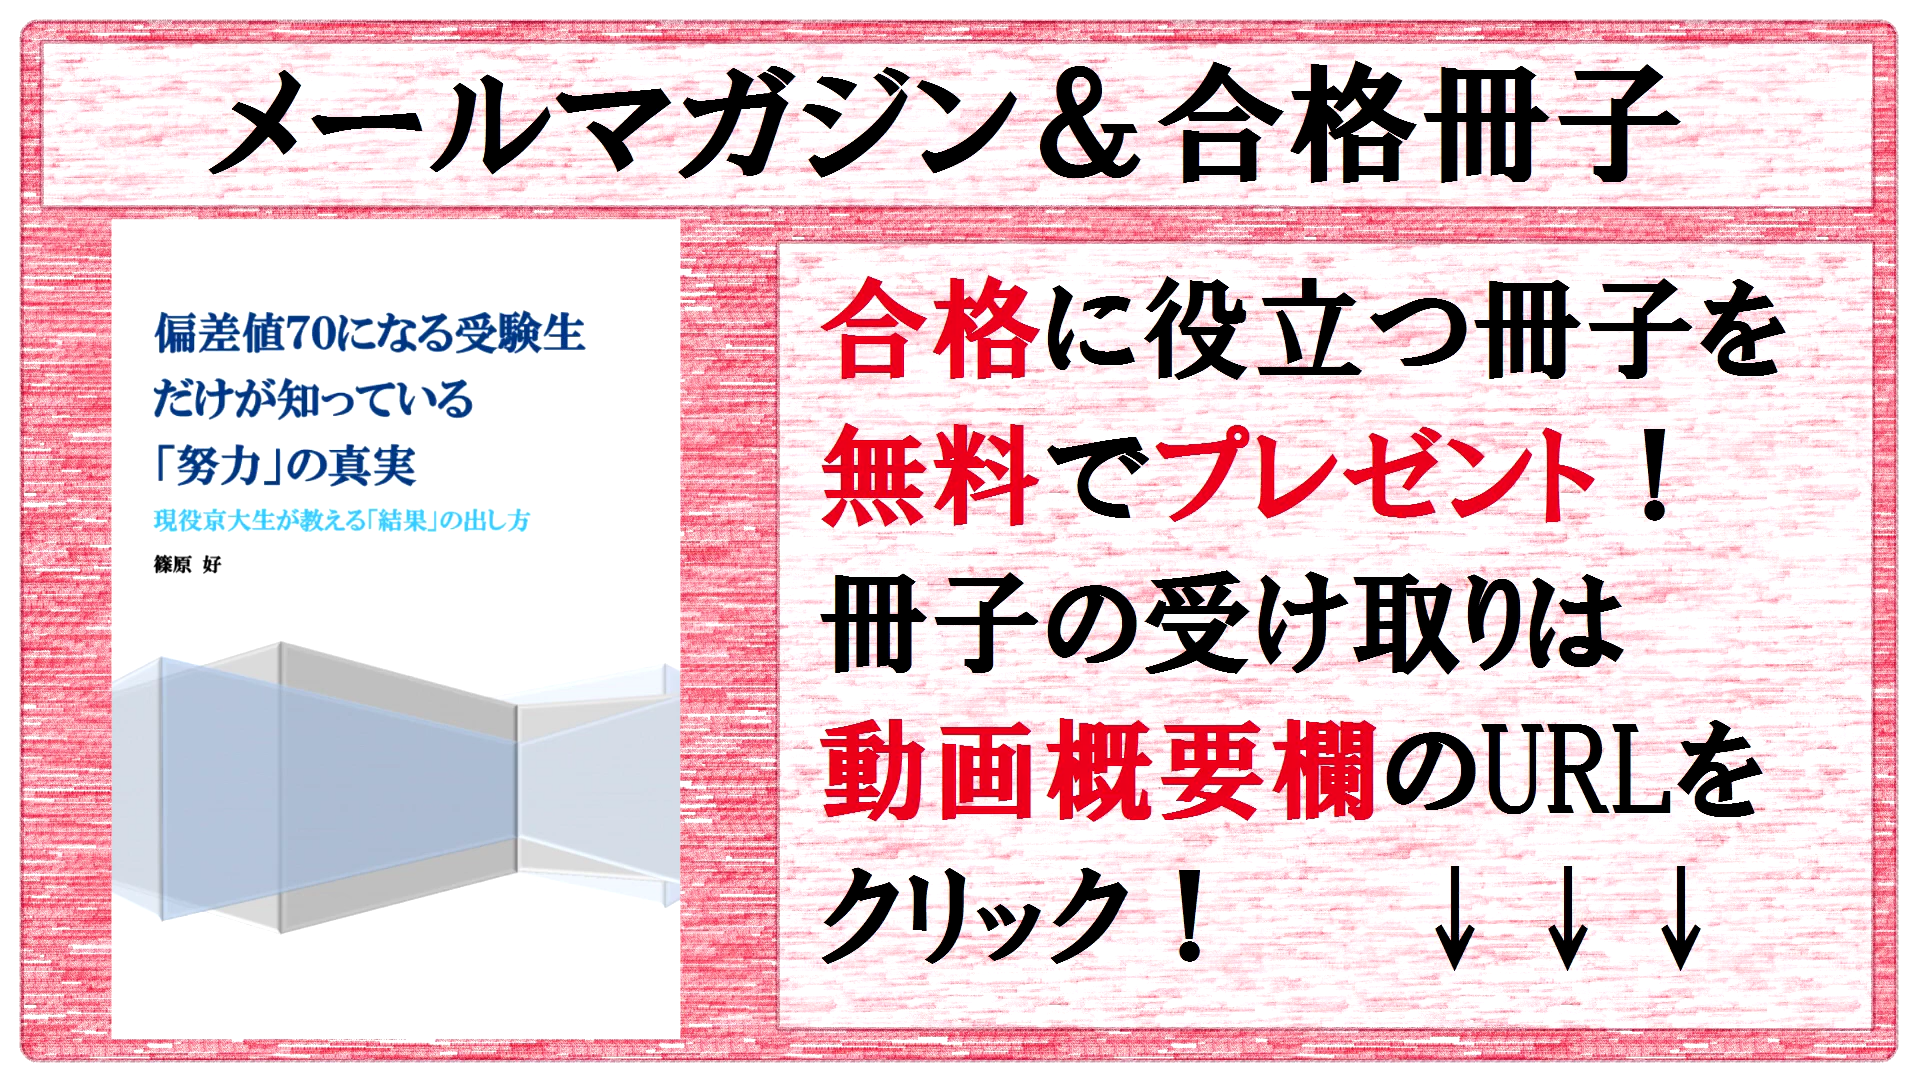 メールマガジン＆合格冊子
偏差値70になる受験生
だけが知っている
「努力」の真実
現役京大生が教える「結果」の出し方
篠原 好
合格に役立つ冊子を
無料でプレゼント！
冊子の受け取りは
動画概要欄のURLを
クリック！　　↓↓↓